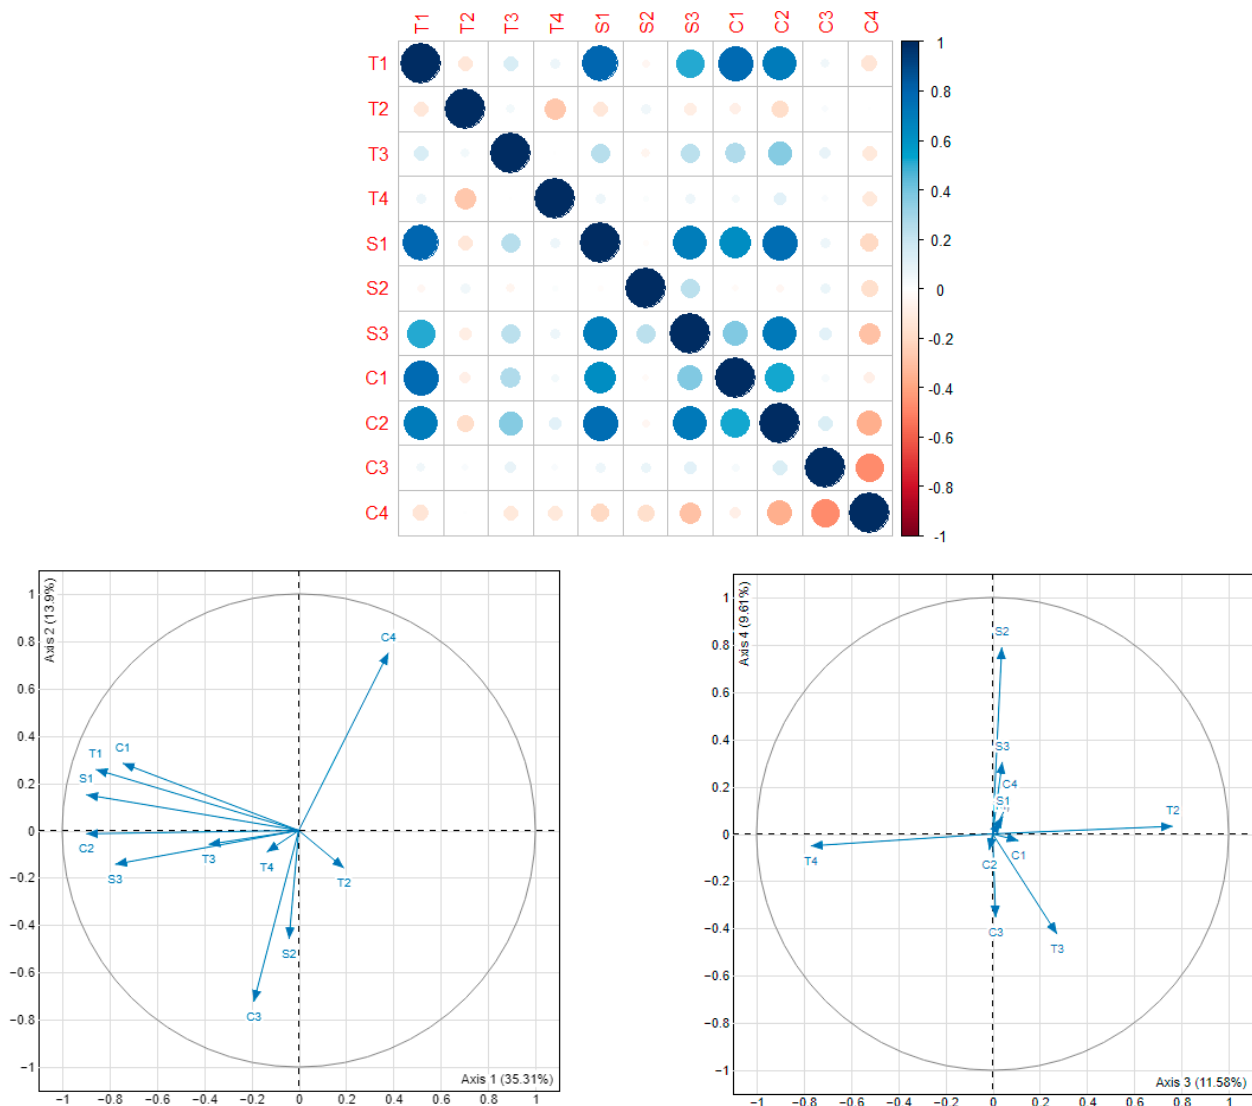 T1 T2 T3 T4 S1 S2 S3 C1 C2 C3 C4
T1
T2
T3
T4
S1
S2
S3
C1
C2
C3
C4
1
0.8
0.6
0.4
0.2
0
-0.2
-0.4
-0.6
-0.8
-1
Axis 2 (13.9%)
1
0.8
0.6
0.4
0.2
0
−0.2
−0.4
−0.6
−0.8
−1
C4
T1
C1
S1
C2
S3
T3
T4
T2
S2
C3
Axis 1 (35.31%)
−1 −0.8 −0.6 −0.4 −0.2 0 0.2 0.4 0.6 0.8 1
Axis 4 (9.61%)
1
0.8
0.6
0.4
0.2
0
−0.2
−0.4
−0.6
−0.8
−1
S2
S3
C4
S1
T2
T4
C2
C1
C3
T3
Axis 3 (11.58%)
−1 −0.8 −0.6 −0.4 −0.2 0 0.2 0.4 0.6 0.8 1